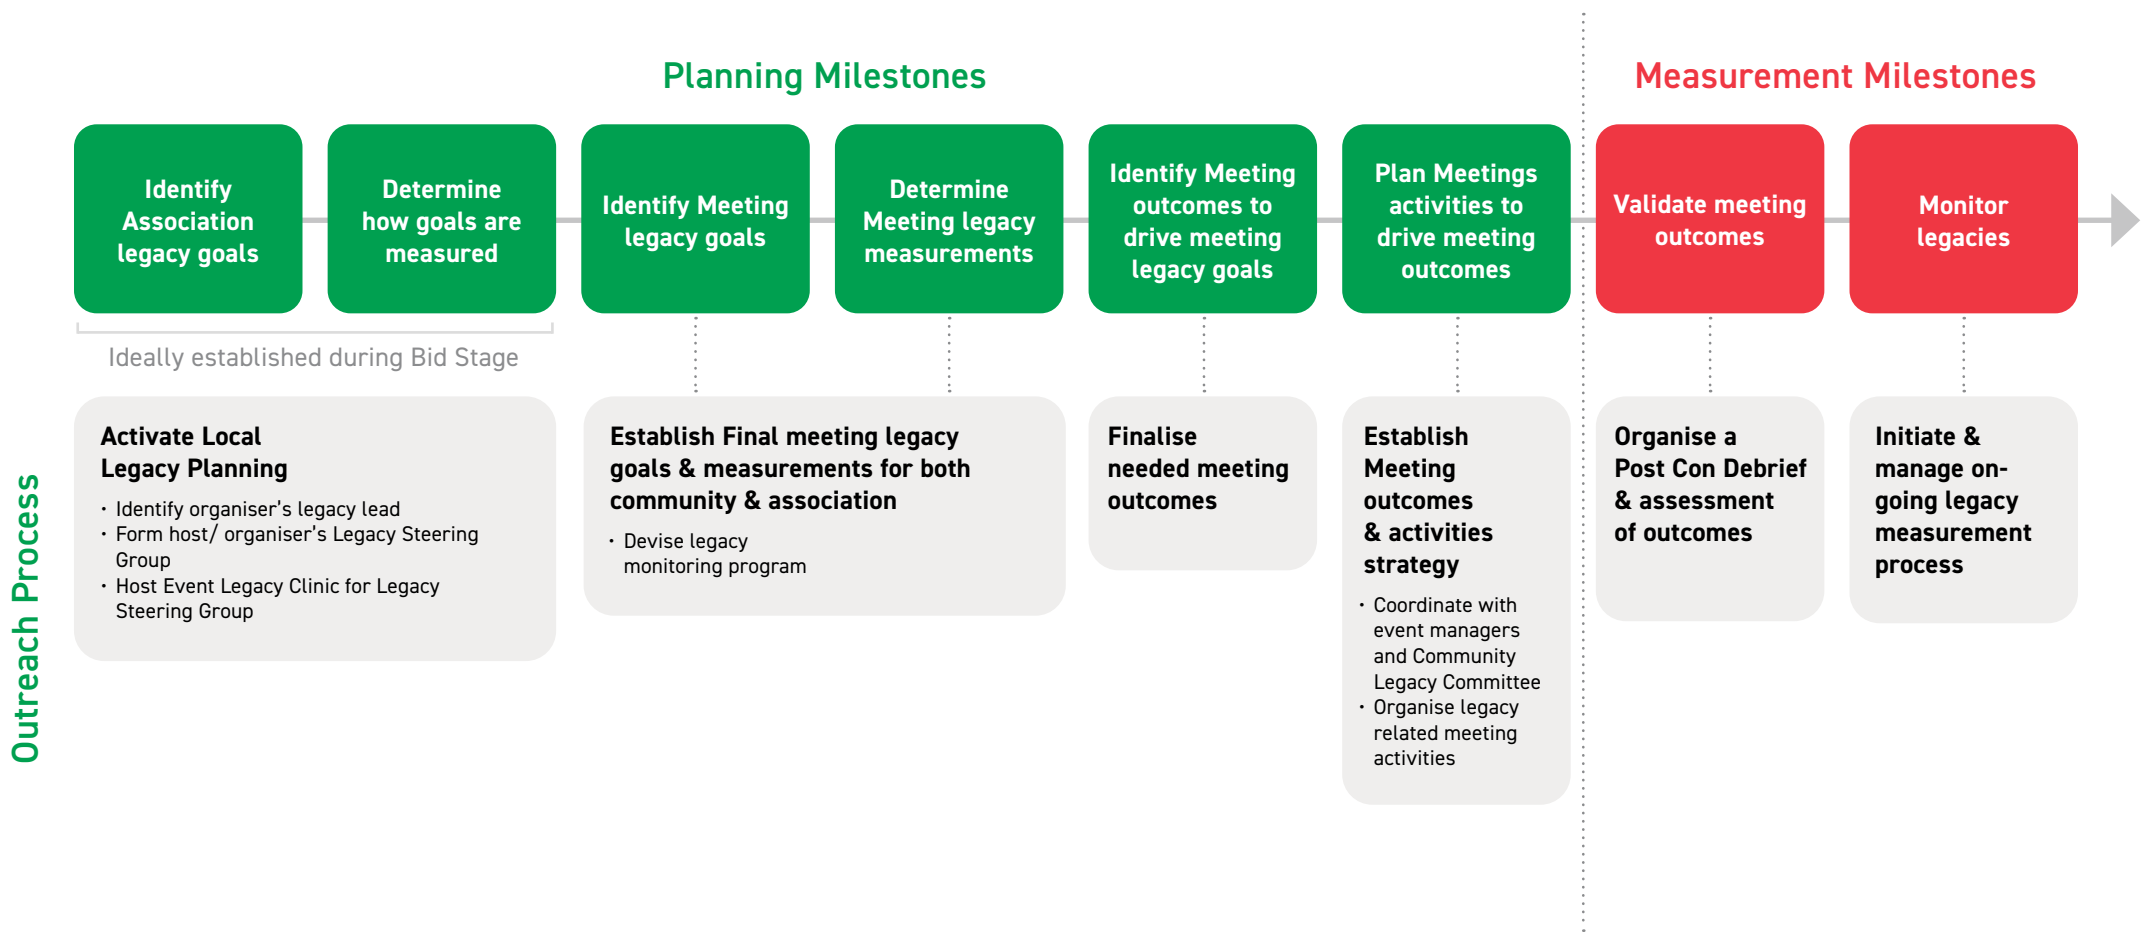 Planning Milestones
Measurement Milestones
Identify
Association
legacy goals
Determine
how goals are
measured
Identify Meeting
legacy goals
Determine
Meeting legacy
measurements
Identify Meeting
outcomes to
drive meeting
legacy goals
Plan Meetings
activities to
drive meeting
outcomes
Validate meeting
outcomes
Monitor
legacies
Ideally established during Bid Stage
Outreach Process
Activate Local
Legacy Planning
· Identify organiser's legacy lead
· Form host/ organiser's Legacy Steering
Group
· Host Event Legacy Clinic for Legacy
Steering Group
Establish Final meeting legacy
goals & measurements for both
community & association
· Devise legacy
monitoring program
Finalise
needed meeting
outcomes
Establish
Meeting
outcomes
& activities
strategy
· Coordinate with
event managers
and Community
Legacy Committee
· Organise legacy
related meeting
activities
Organise a
Post Con Debrief
& assessment
of outcomes
Initiate &
manage on-
going legacy
measurement
process